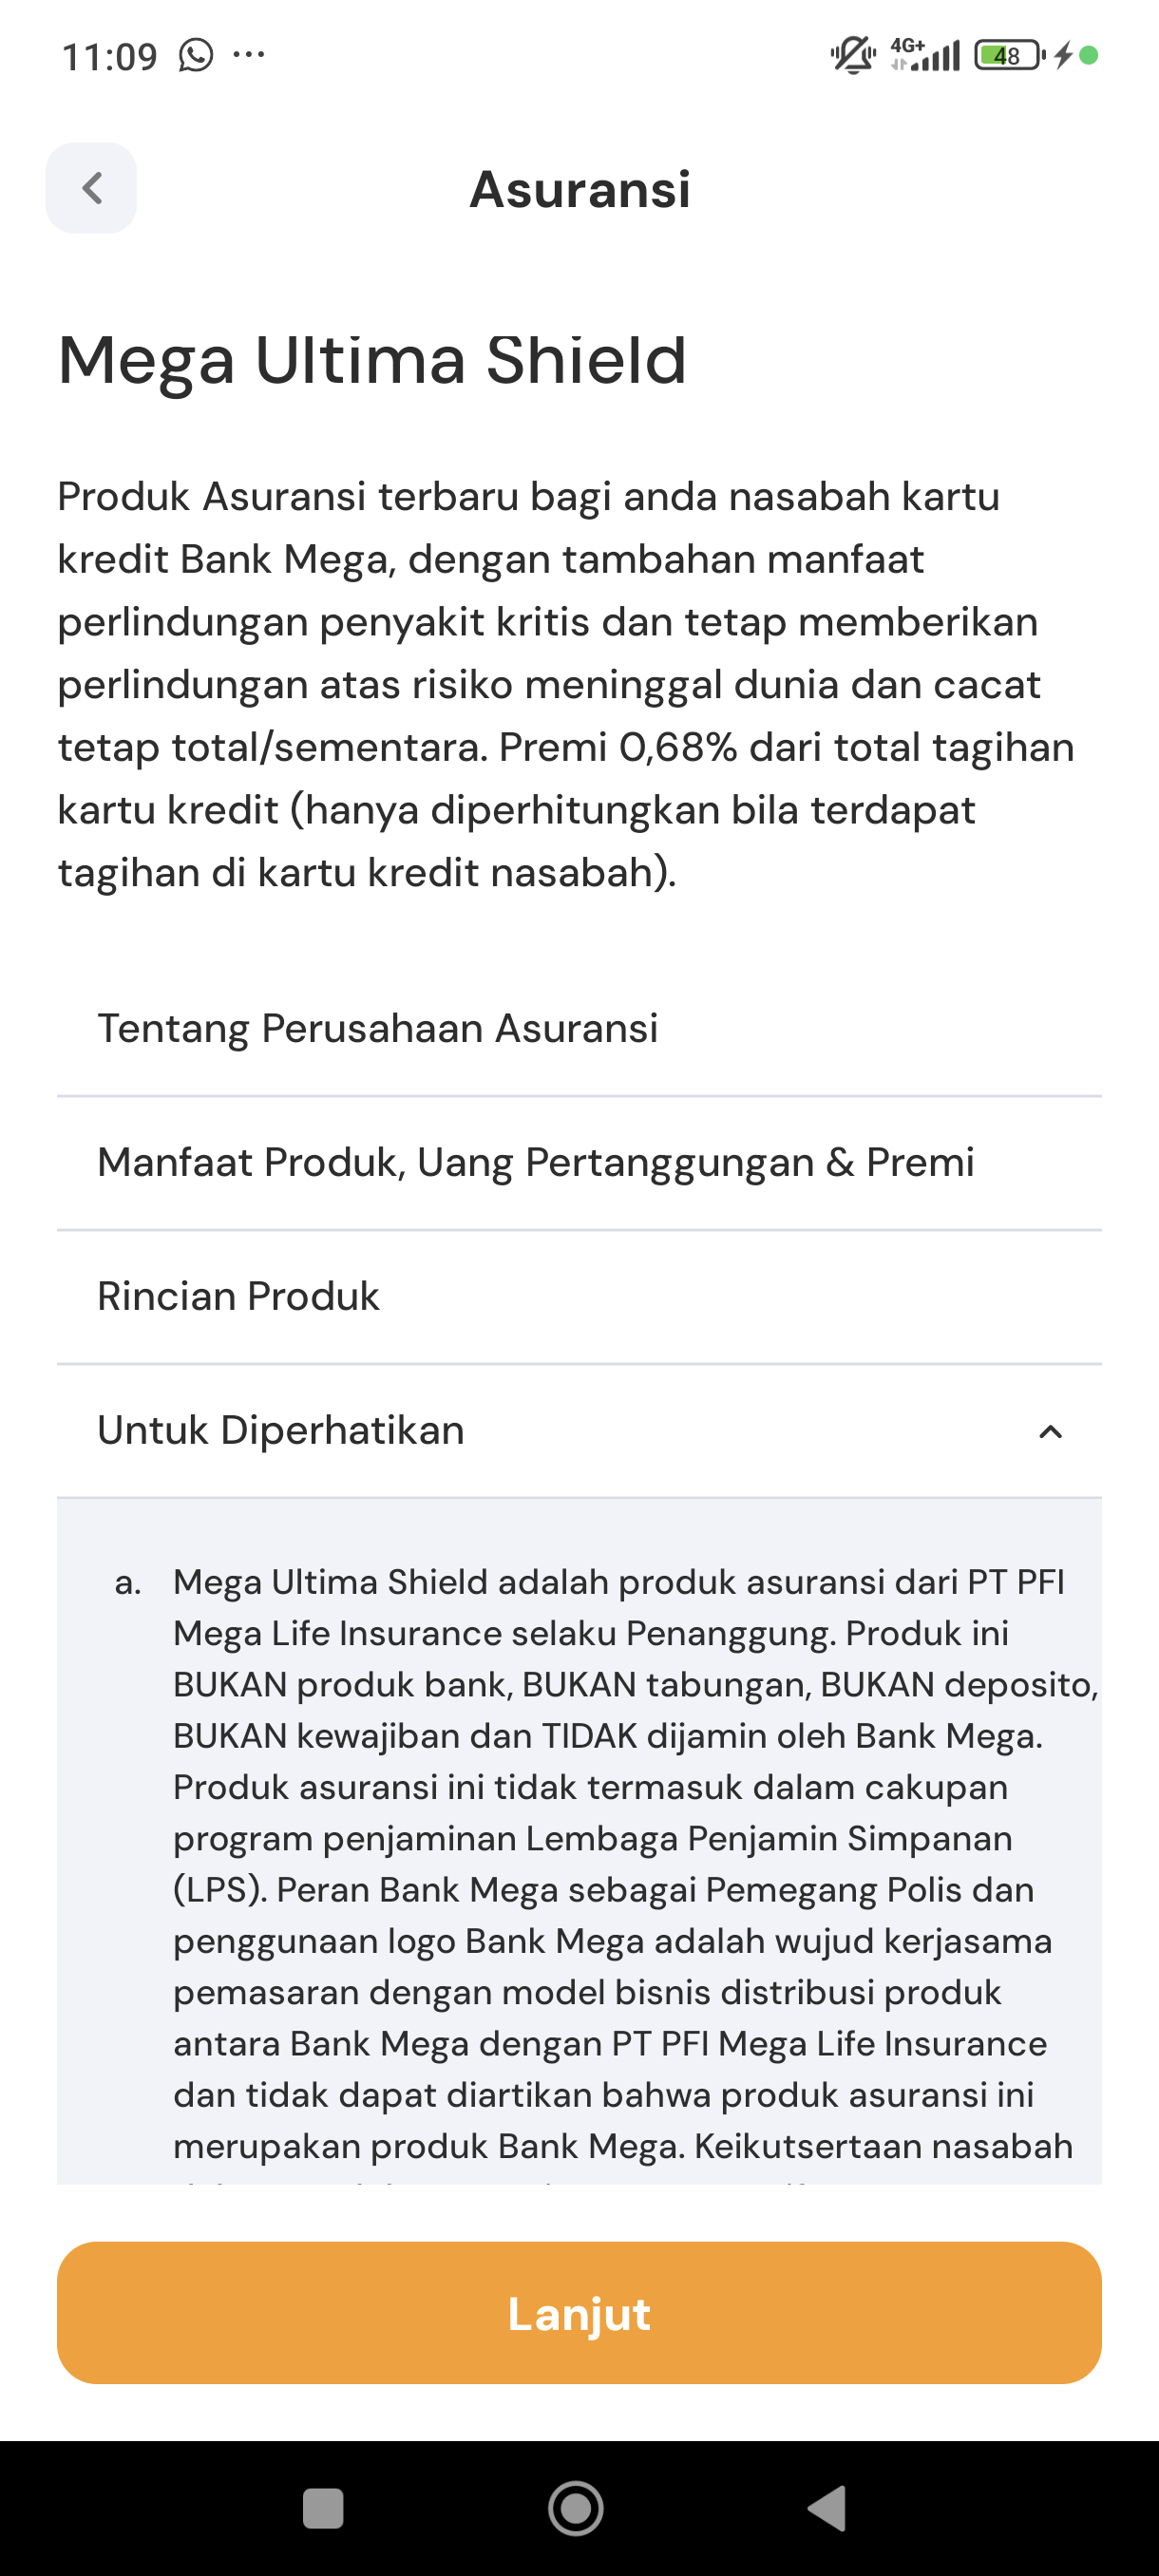 11:09
4G+
48
Asuransi
Mega Ultima Shield
Produk Asuransi terbaru bagi anda nasabah kartu
kredit Bank Mega, dengan tambahan manfaat
perlindungan penyakit kritis dan tetap memberikan
perlindungan atas risiko meninggal dunia dan cacat
tetap total/sementara. Premi 0,68% dari total tagihan
kartu kredit (hanya diperhitungkan bila terdapat
tagihan di kartu kredit nasabah).
Tentang Perusahaan Asuransi
Manfaat Produk, Uang Pertanggungan & Premi
Rincian Produk
Untuk Diperhatikan
a. Mega Ultima Shield adalah produk asuransi dari PT PFI
Mega Life Insurance selaku Penanggung. Produk ini
BUKAN produk bank, BUKAN tabungan, BUKAN deposito,
BUKAN kewajiban dan TIDAK dijamin oleh Bank Mega.
Produk asuransi ini tidak termasuk dalam cakupan
program penjaminan Lembaga Penjamin Simpanan
(LPS). Peran Bank Mega sebagai Pemegang Polis dan
penggunaan logo Bank Mega adalah wujud kerjasama
pemasaran dengan model bisnis distribusi produk
antara Bank Mega dengan PT PFI Mega Life Insurance
dan tidak dapat diartikan bahwa produk asuransi ini
merupakan produk Bank Mega. Keikutsertaan nasabah
Lanjut